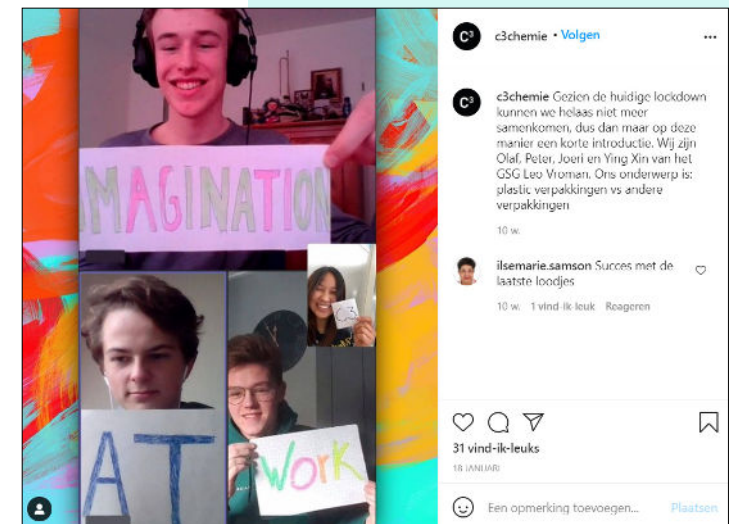 IMAGINATION
C3
AT
Work
C³ c3chemie • Volgen
C³ c3chemie Gezien de huidige lockdown
kunnen we helaas niet meer
samenkomen, dus dan maar op deze
manier een korte introductie. Wij zijn
Olaf, Peter, Joeri en Ying Xin van het
GSG Leo Vroman. Ons onderwerp is:
plastic verpakkingen vs andere
verpakkingen
10 w.
ilsemarie.samson Succes met de
laatste loodjes
10 w. 1 vind-ik-leuk Reageren
31 vind-ik-leuks
18 JANUARI
Een opmerking toevoegen... Plaatsen